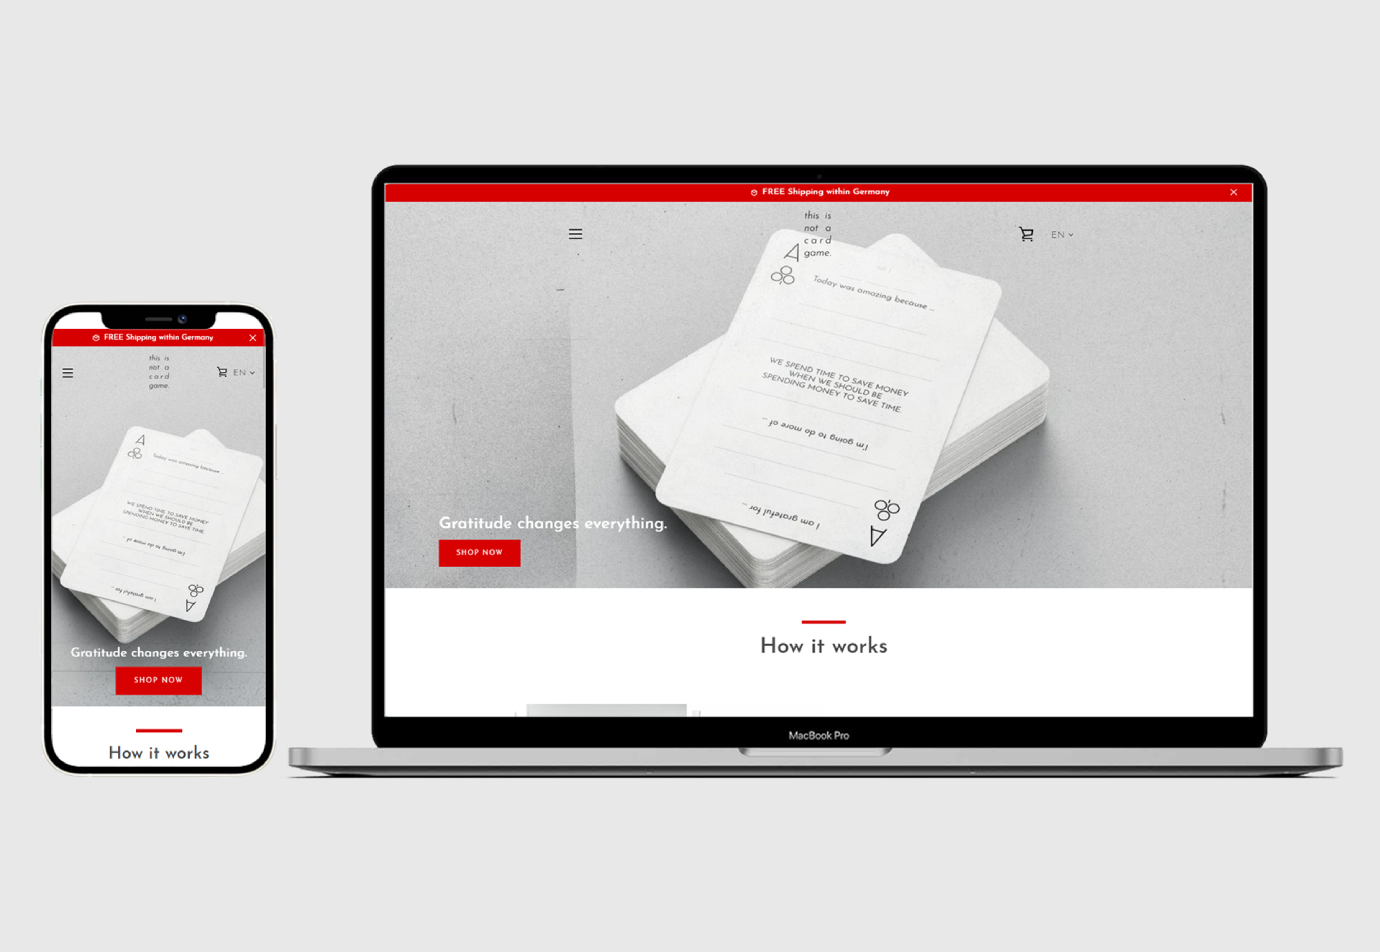 FREE Shipping within Germany
this is
not a
card
game.
EN
A
Today was amazing because ...
WE SPEND TIME TO SAVE MONEY
WHEN WE SHOULD BE
SPENDING MONEY TO SAVE TIME.
I'm going to do more of ...
I am grateful for ...
A
Gratitude changes everything.
SHOP NOW
How it works
FREE Shipping within Germany
this is
not a
card
game.
EN
A
Today was amazing because ...
WE SPEND TIME TO SAVE MONEY
WHEN WE SHOULD BE
SPENDING MONEY TO SAVE TIME.
I'm going to do more of ...
I am grateful for ...
A
Gratitude changes everything.
SHOP NOW
How it works
MacBook Pro